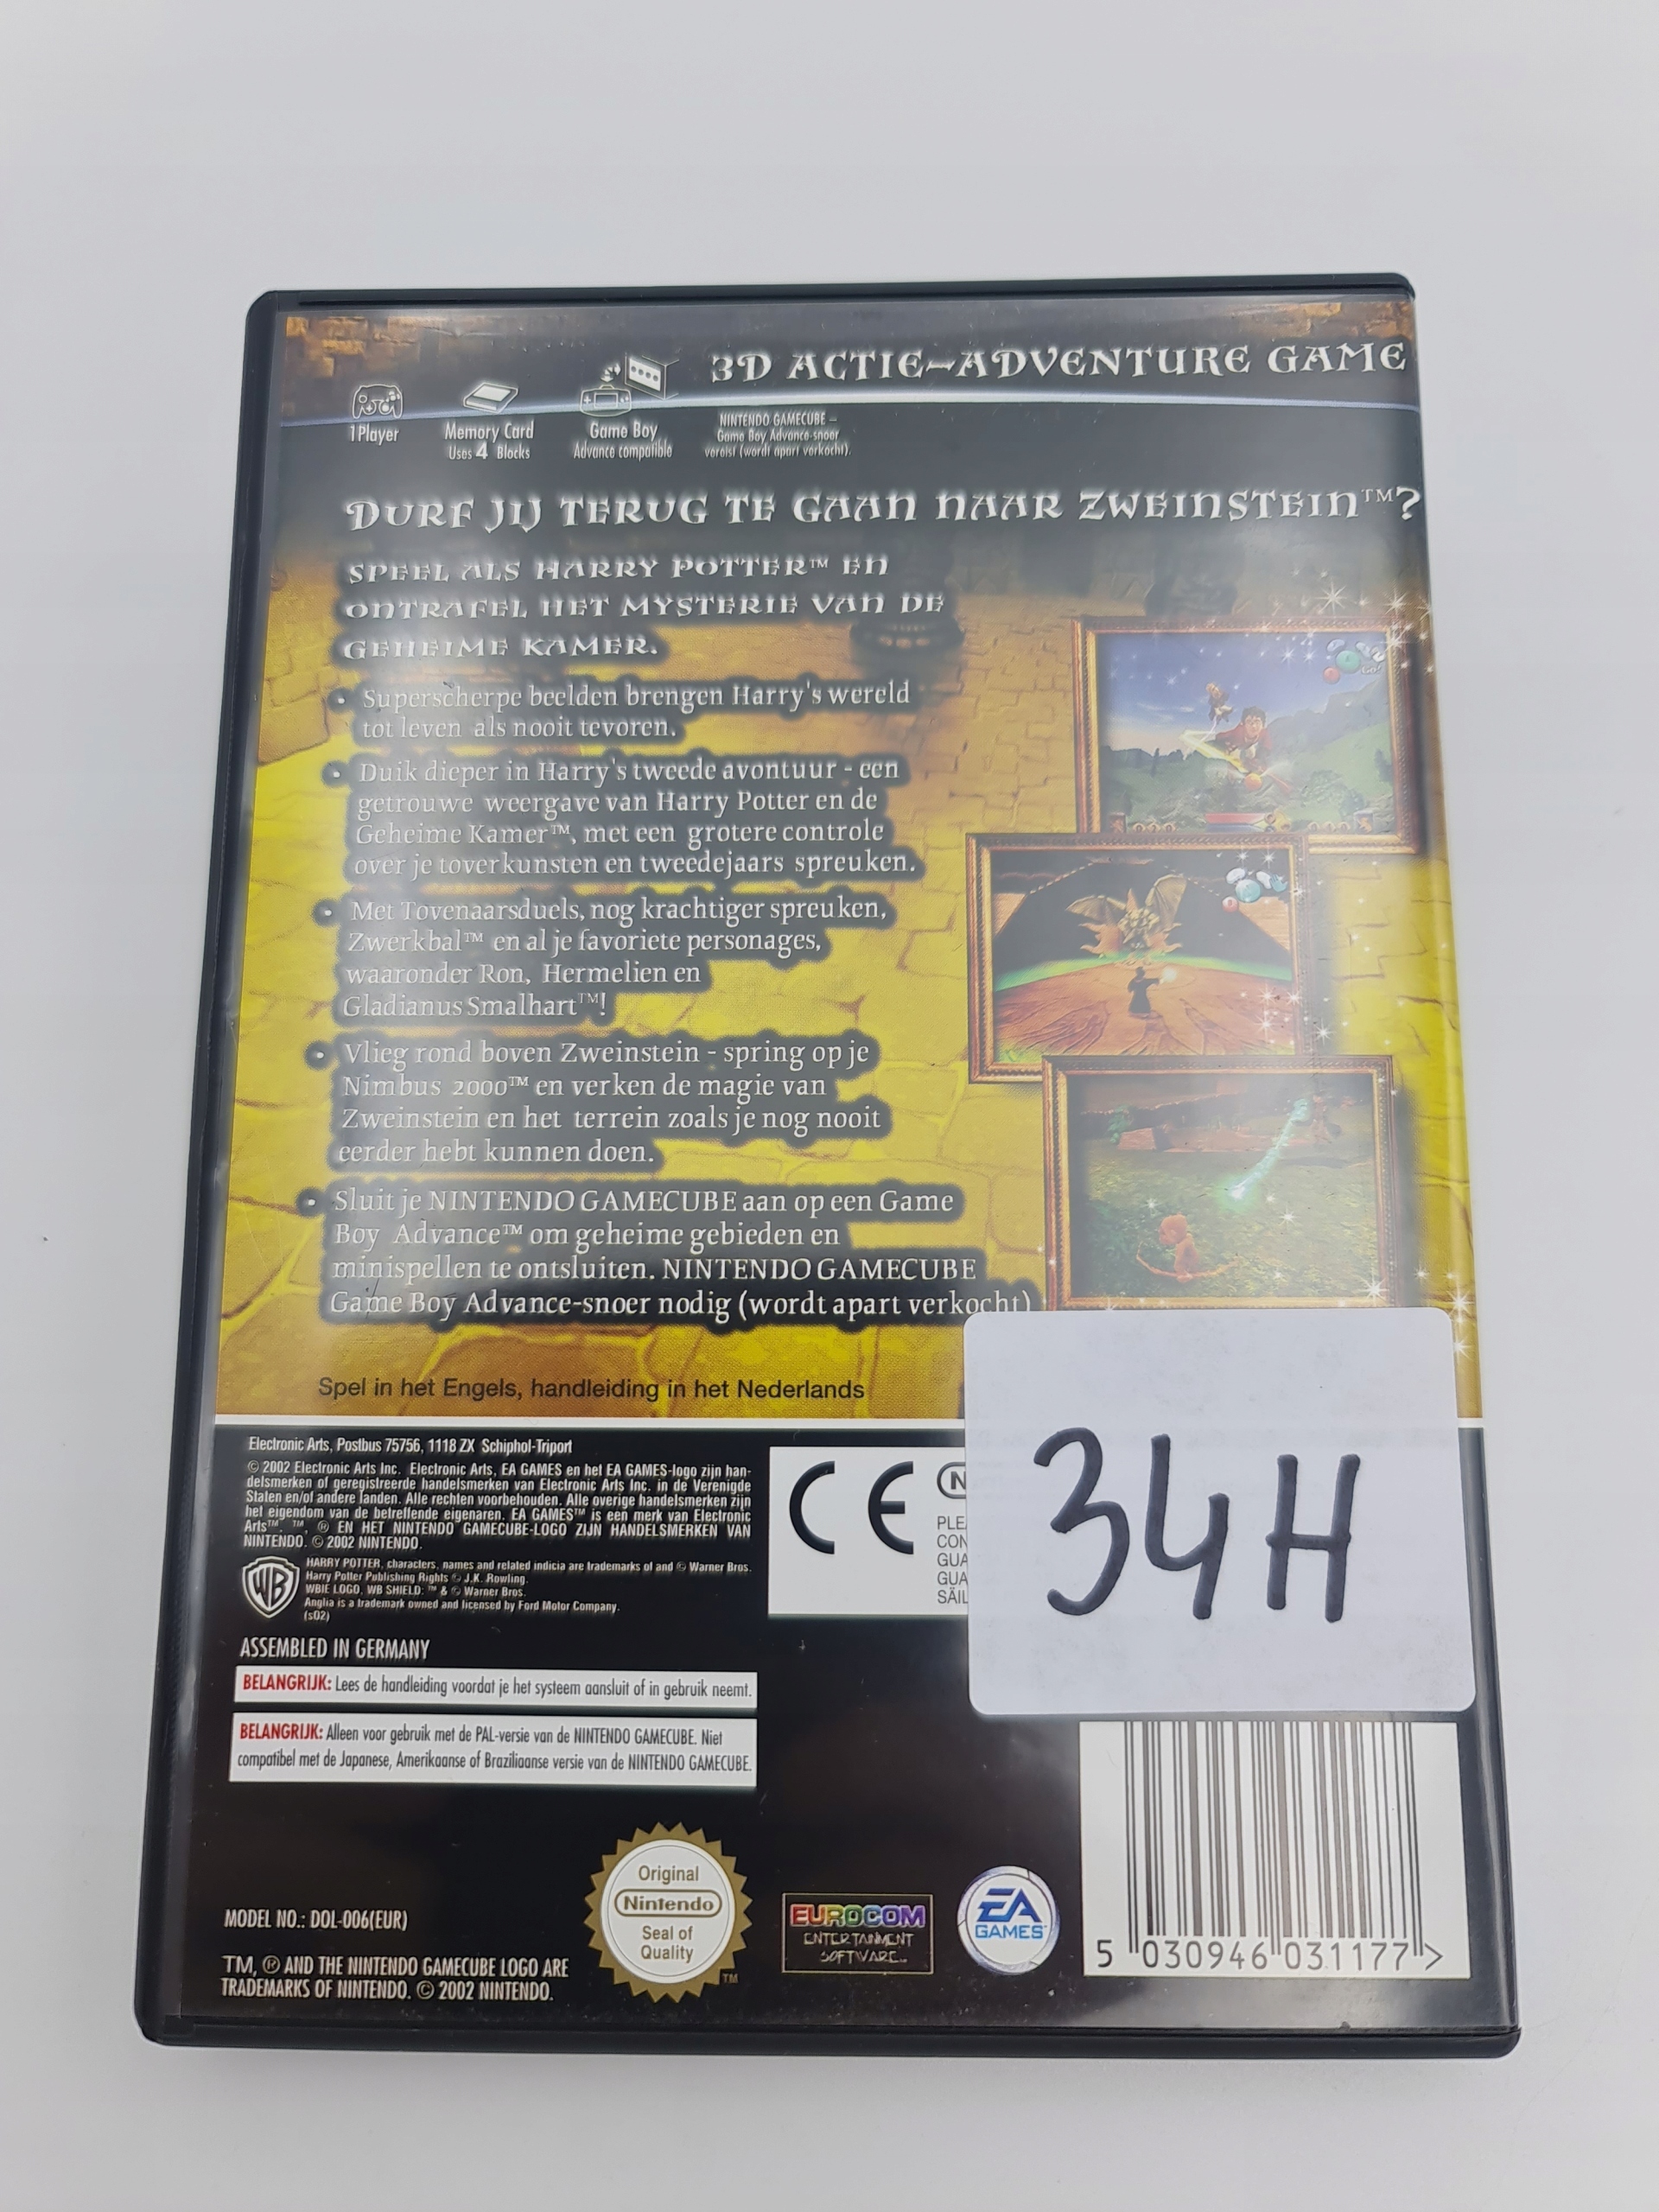 3D ACTIE-ADVENTURE GAME
1 Player
Memory Card
Uses 4 Blocks
Game Boy
Advance compatible
NINTENDO GAMECUBE –
Game Boy Advance-snoer
vereist (wordt apart verkocht).
DURF JIJ TERUG TE GAAN NAAR ZWEINSTEIN™?
SPEEL ALS HARRY POTTER™ EN
ONTRAFEL HET MYSTERIE VAN DE
GEHEIME KAMER.
• Superscherpe beelden brengen Harry's wereld
tot leven als nooit tevoren.
• Duik dieper in Harry's tweede avontuur - een
getrouwe weergave van Harry Potter en de
Geheime Kamer™, met een grotere controle
over je toverkunsten en tweedejaars spreuken.
• Met Tovenaarsduels, nog krachtiger spreuken,
Zwerkbal™ en al je favoriete personages,
waaronder Ron, Hermelien en
Gladianus Smalhart™!
• Vlieg rond boven Zweinstein - spring op je
Nimbus 2000™ en verken de magie van
Zweinstein en het terrein zoals je nog nooit
eerder hebt kunnen doen.
• Sluit je NINTENDO GAMECUBE aan op een Game
Boy Advance™ om geheime gebieden en
minispellen te ontsluiten. NINTENDO GAMECUBE
Game Boy Advance-snoer nodig (wordt apart verkocht)
Spel in het Engels, handleiding in het Nederlands
Electronic Arts, Postbus 75756, 1118 ZX Schiphol-Triport
© 2002 Electronic Arts Inc. Electronic Arts, EA GAMES en het EA GAMES-logo zijn han-
delsmerken of geregistreerde handelsmerken van Electronic Arts Inc. in de Verenigde
Staten en/of andere landen. Alle rechten voorbehouden. Alle overige handelsmerken zijn
het eigendom van de betreffende eigenaren. EA GAMES™ is een merk van Electronic
Arts™. ™, ® EN HET NINTENDO GAMECUBE-LOGO ZIJN HANDELSMERKEN VAN
NINTENDO. © 2002 NINTENDO.
WB
HARRY POTTER, characters, names and related indicia are trademarks of and © Warner Bros.
Harry Potter Publishing Rights © J.K. Rowling.
WBIE LOGO, WB SHIELD: ™ & © Warner Bros.
Anglia is a trademark owned and licensed by Ford Motor Company.
(s02)
CE
N
PLEA
CON
GUA
GUA
SÄIL
34H
ASSEMBLED IN GERMANY
BELANGRIJK: Lees de handleiding voordat je het systeem aansluit of in gebruik neemt.
BELANGRIJK: Alleen voor gebruik met de PAL-versie van de NINTENDO GAMECUBE. Niet
compatibel met de Japanese, Amerikaanse of Braziliaanse versie van de NINTENDO GAMECUBE.
MODEL NO.: DOL-006(EUR)
TM, ® AND THE NINTENDO GAMECUBE LOGO ARE
TRADEMARKS OF NINTENDO. © 2002 NINTENDO.
Original
Nintendo
Seal of
Quality
TM
EUROCOM
ENTERTAINMENT
SOFTWARE
EA
GAMES™
5 030946 031177 >